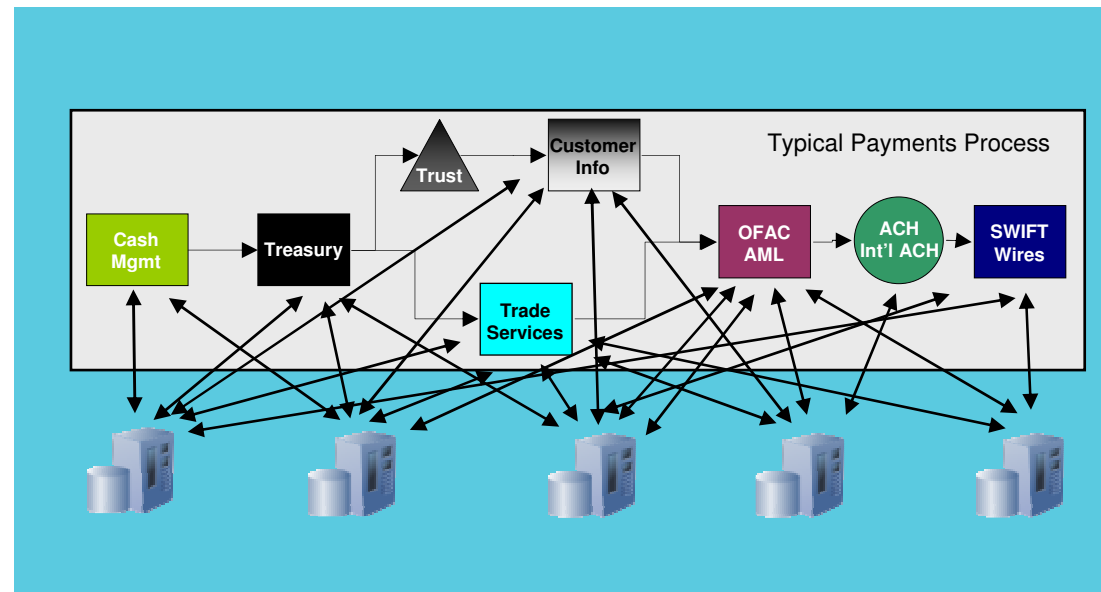 Typical Payments Process
Cash
Mgmt
Treasury
Trust
Customer
Info
Trade
Services
OFAC
AML
ACH
Int'l ACH
SWIFT
Wires